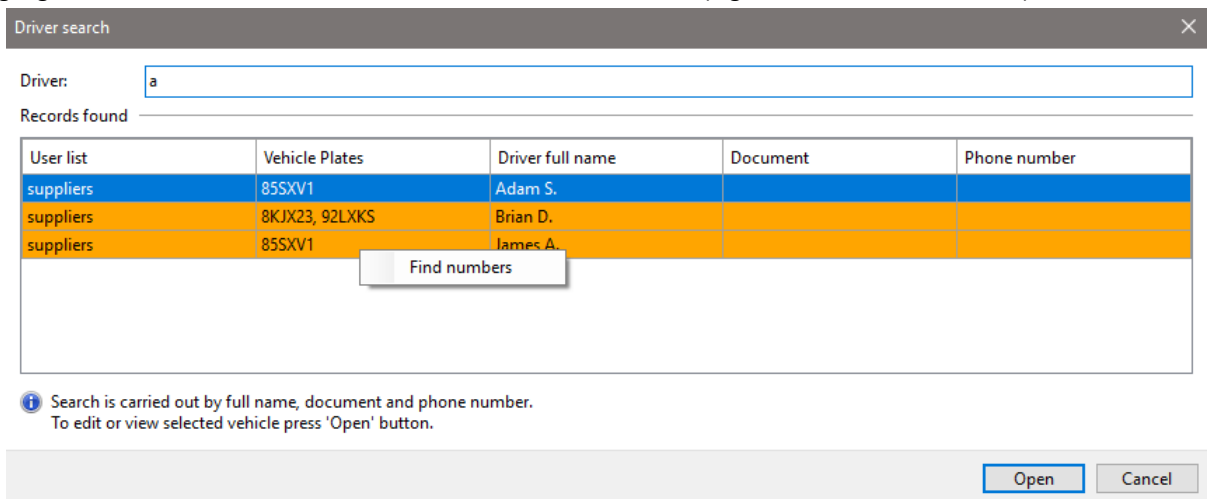 Driver search
Driver: a
Records found
User list Vehicle Plates Driver full name Document Phone number
suppliers 85SXV1 Adam S.
suppliers 8KJX23, 92LXKS Brian D.
suppliers 85SXV1 James A.
Find numbers
Search is carried out by full name, document and phone number.
To edit or view selected vehicle press 'Open' button.
Open Cancel